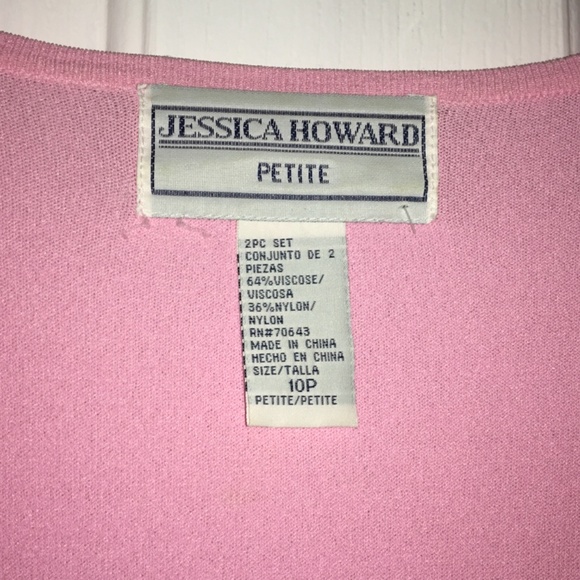 JESSICA HOWARD
PETITE
2PC SET
CONJUNTO DE 2
PIEZAS
64%VISCOSE/
VISCOSA
36%NYLON/
NYLON
RN#70643
MADE IN CHINA
HECHO EN CHINA
SIZE/TALLA
10P
PETITE/PETITE